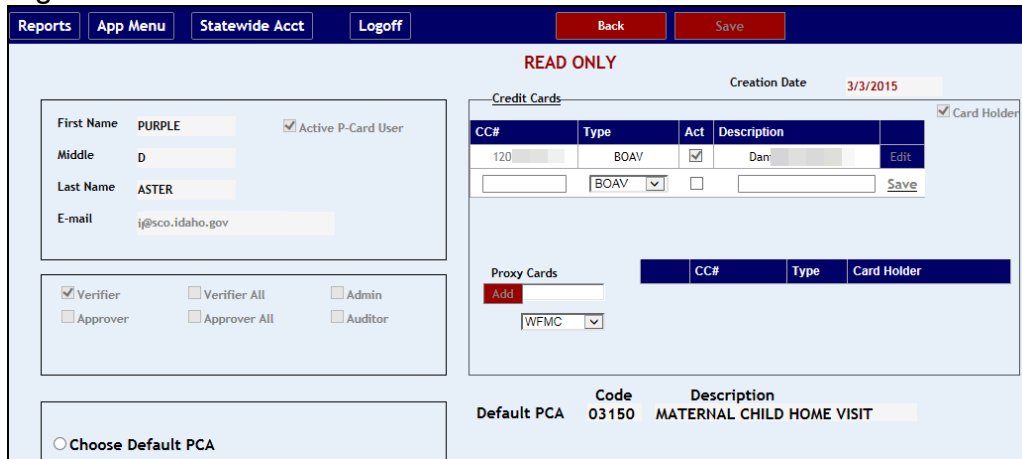 Reports App Menu Statewide Acct Logoff Back Save
READ ONLY
Creation Date 3/3/2015
Credit Cards
Card Holder
First Name PURPLE Active P-Card User
CC# Type Act Description
Middle D
120 BOAV Edit
Last Name ASTER
BOAV Save
E-mail j@sco.idaho.gov
Proxy Cards
CC# Type Card Holder
Add
Verifier Verifier All Admin
WFMC
Approver Approver All Auditor
Code Description
Default PCA 03150 MATERNAL CHILD HOME VISIT
Choose Default PCA